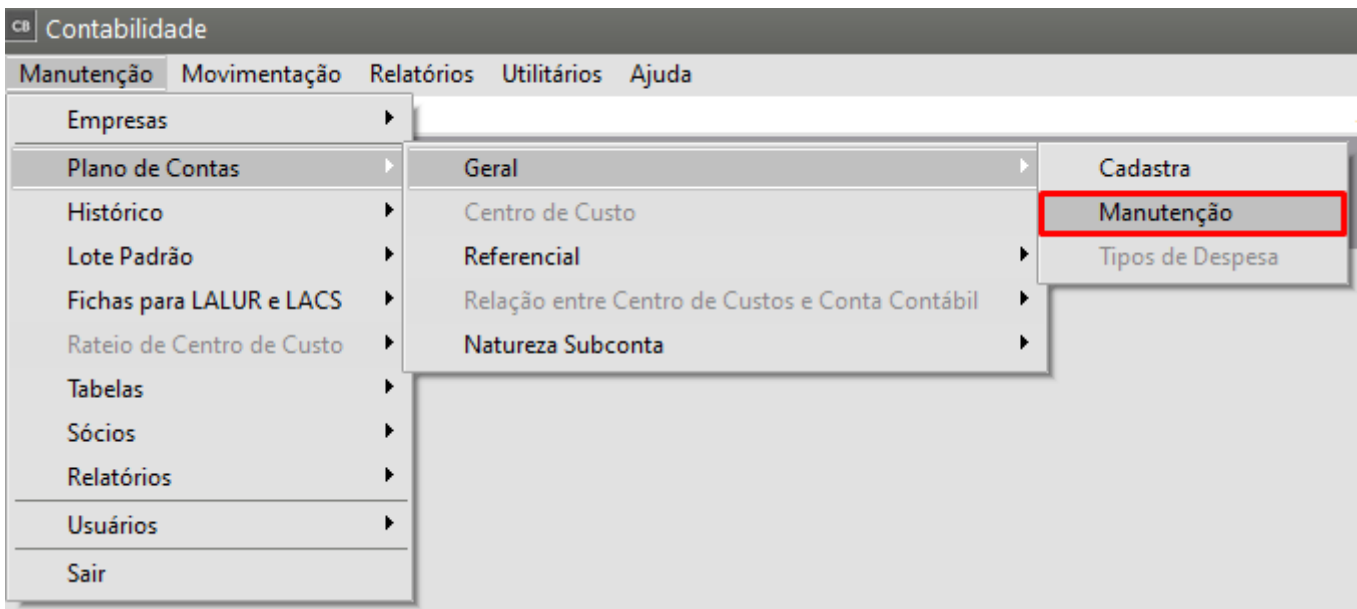 CB Contabilidade
Manutenção Movimentação Relatórios Utilitários Ajuda
Empresas
Plano de Contas
Histórico
Lote Padrão
Fichas para LALUR e LACS
Rateio de Centro de Custo
Tabelas
Sócios
Relatórios
Usuários
Sair
Geral
Centro de Custo
Referencial
Relação entre Centro de Custos e Conta Contábil
Natureza Subconta
Cadastra
Manutenção
Tipos de Despesa